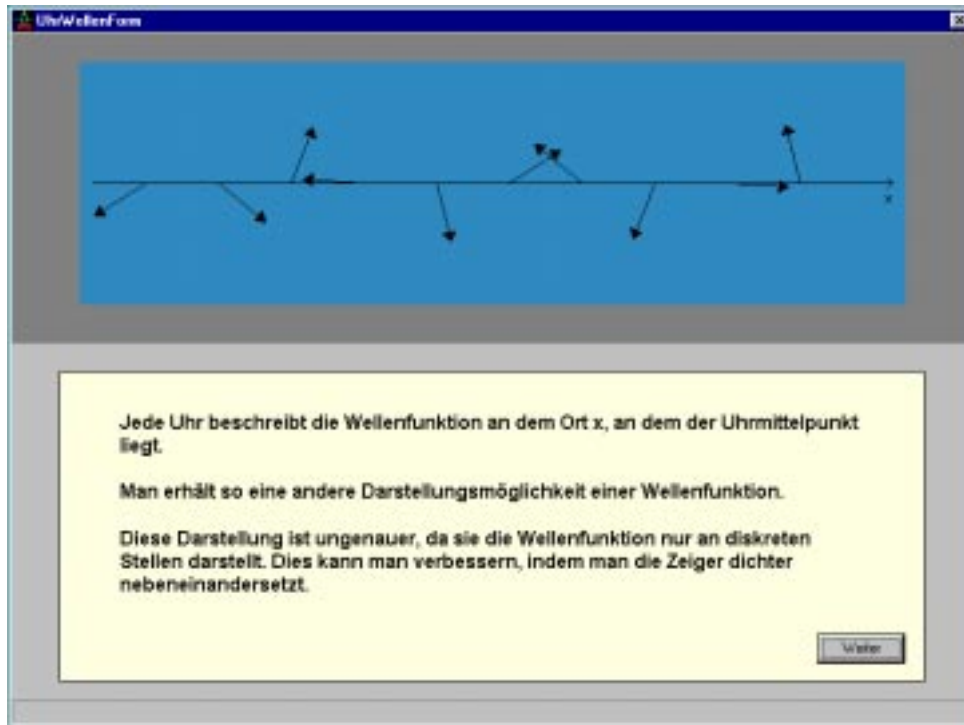 UhrWellenForm
x
Jede Uhr beschreibt die Wellenfunktion an dem Ort x, an dem der Uhrmittelpunkt
liegt.
Man erhält so eine andere Darstellungsmöglichkeit einer Wellenfunktion.
Diese Darstellung ist ungenauer, da sie die Wellenfunktion nur an diskreten
Stellen darstellt. Dies kann man verbessern, indem man die Zeiger dichter
nebeneinandersetzt.
Weiter